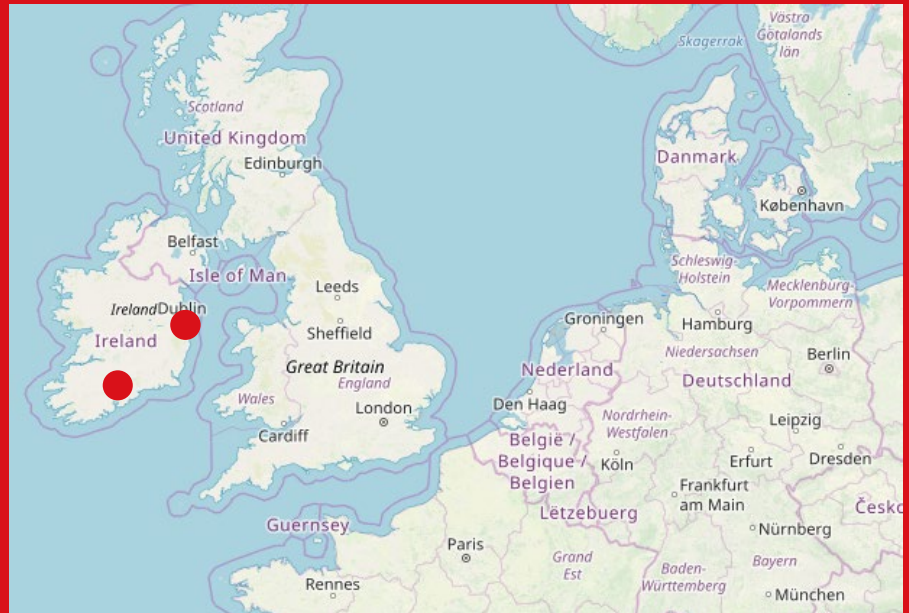 Västra
Götalands
län
Skagerrak
Scotland
United Kingdom
Edinburgh
Danmark
København
Belfast
Isle of Man
Schleswig-
Holstein
Mecklenburg-
Vorpommern
Leeds
Ireland
Dublin
Groningen
Hamburg
Sheffield
Ireland
Niedersachsen
Berlin
Great Britain
England
Nederland
Deutschland
Wales
London
Den Haag
Nordrhein-
Westfalen
Leipzig
Cardiff
België /
Belgique /
Belgien
Köln
Erfurt
Dresden
Frankfurt
am Main
Lëtzebuerg
Česko
Guernsey
Nürnberg
Paris
Grand
Est
Baden-
Württemberg
Bayern
Rennes
München